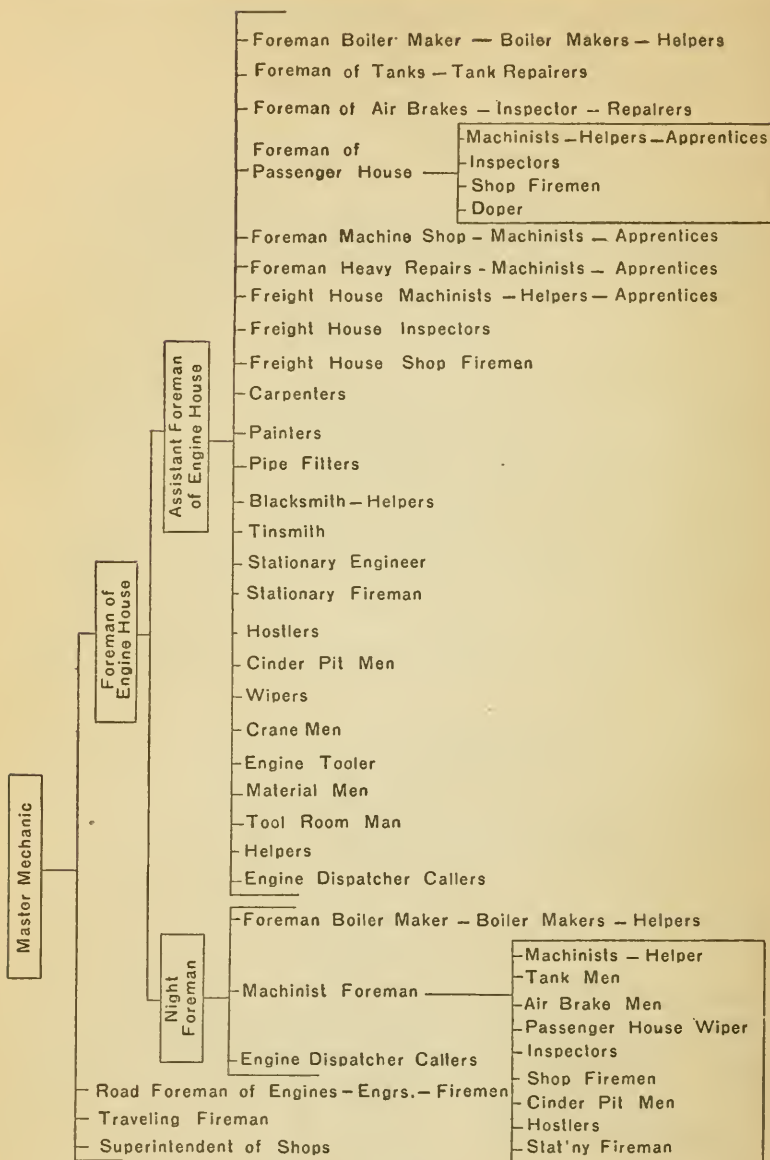 Foreman Boiler Maker — Boiler Makers — Helpers
Foreman of Tanks — Tank Repairers
Foreman of Air Brakes — Inspector — Repairers
Foreman of
Passenger House
Machinists — Helpers — Apprentices
Inspectors
Shop Firemen
Doper
Foreman Machine Shop — Machinists — Apprentices
Foreman Heavy Repairs - Machinists — Apprentices
Freight House Machinists — Helpers — Apprentices
Freight House Inspectors
Freight House Shop Firemen
Carpenters
Painters
Pipe Fitters
Blacksmith — Helpers
Tinsmith
Stationary Engineer
Stationary Fireman
Hostlers
Cinder Pit Men
Wipers
Crane Men
Engine Tooler
Material Men
Tool Room Man
Helpers
Engine Dispatcher Callers
Assistant Foreman
of Engine House
Foreman of
Engine House
Mastor Mechanic
Night
Foreman
Foreman Boiler Maker — Boiler Makers — Helpers
Machinist Foreman
Machinists — Helper
Tank Men
Air Brake Men
Passenger House Wiper
Inspectors
Shop Firemen
Cinder Pit Men
Hostlers
Stat'ny Fireman
Engine Dispatcher Callers
Road Foreman of Engines — Engrs. — Firemen
Traveling Fireman
Superintendent of Shops